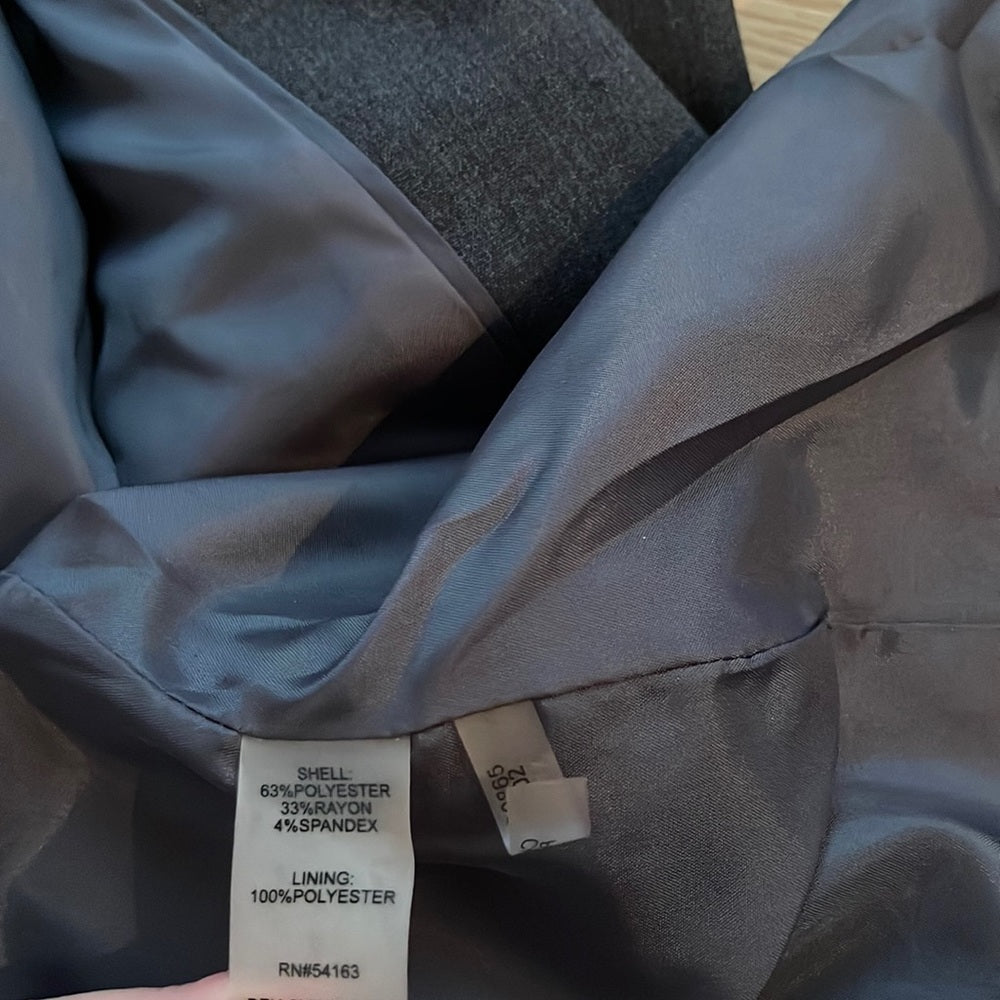 SHELL:
63%POLYESTER
33%RAYON
4%SPANDEX
LINING:
100%POLYESTER
RN#54163